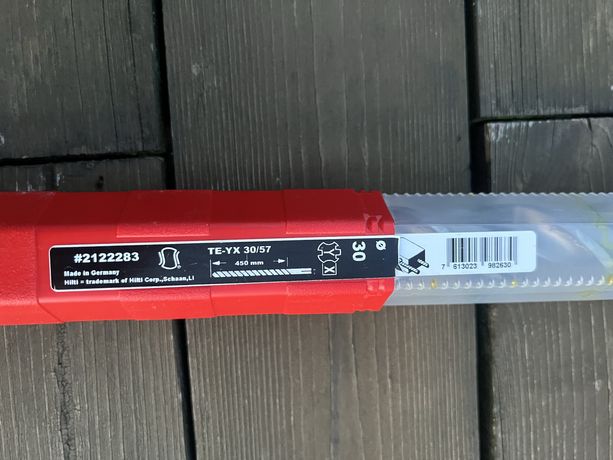 #2122283
Made in Germany
Hilti = trademark of Hilti Corp.,Schaan,LI
TE-YX 30/57
450 mm
YX
ø 30
7 613023 982630